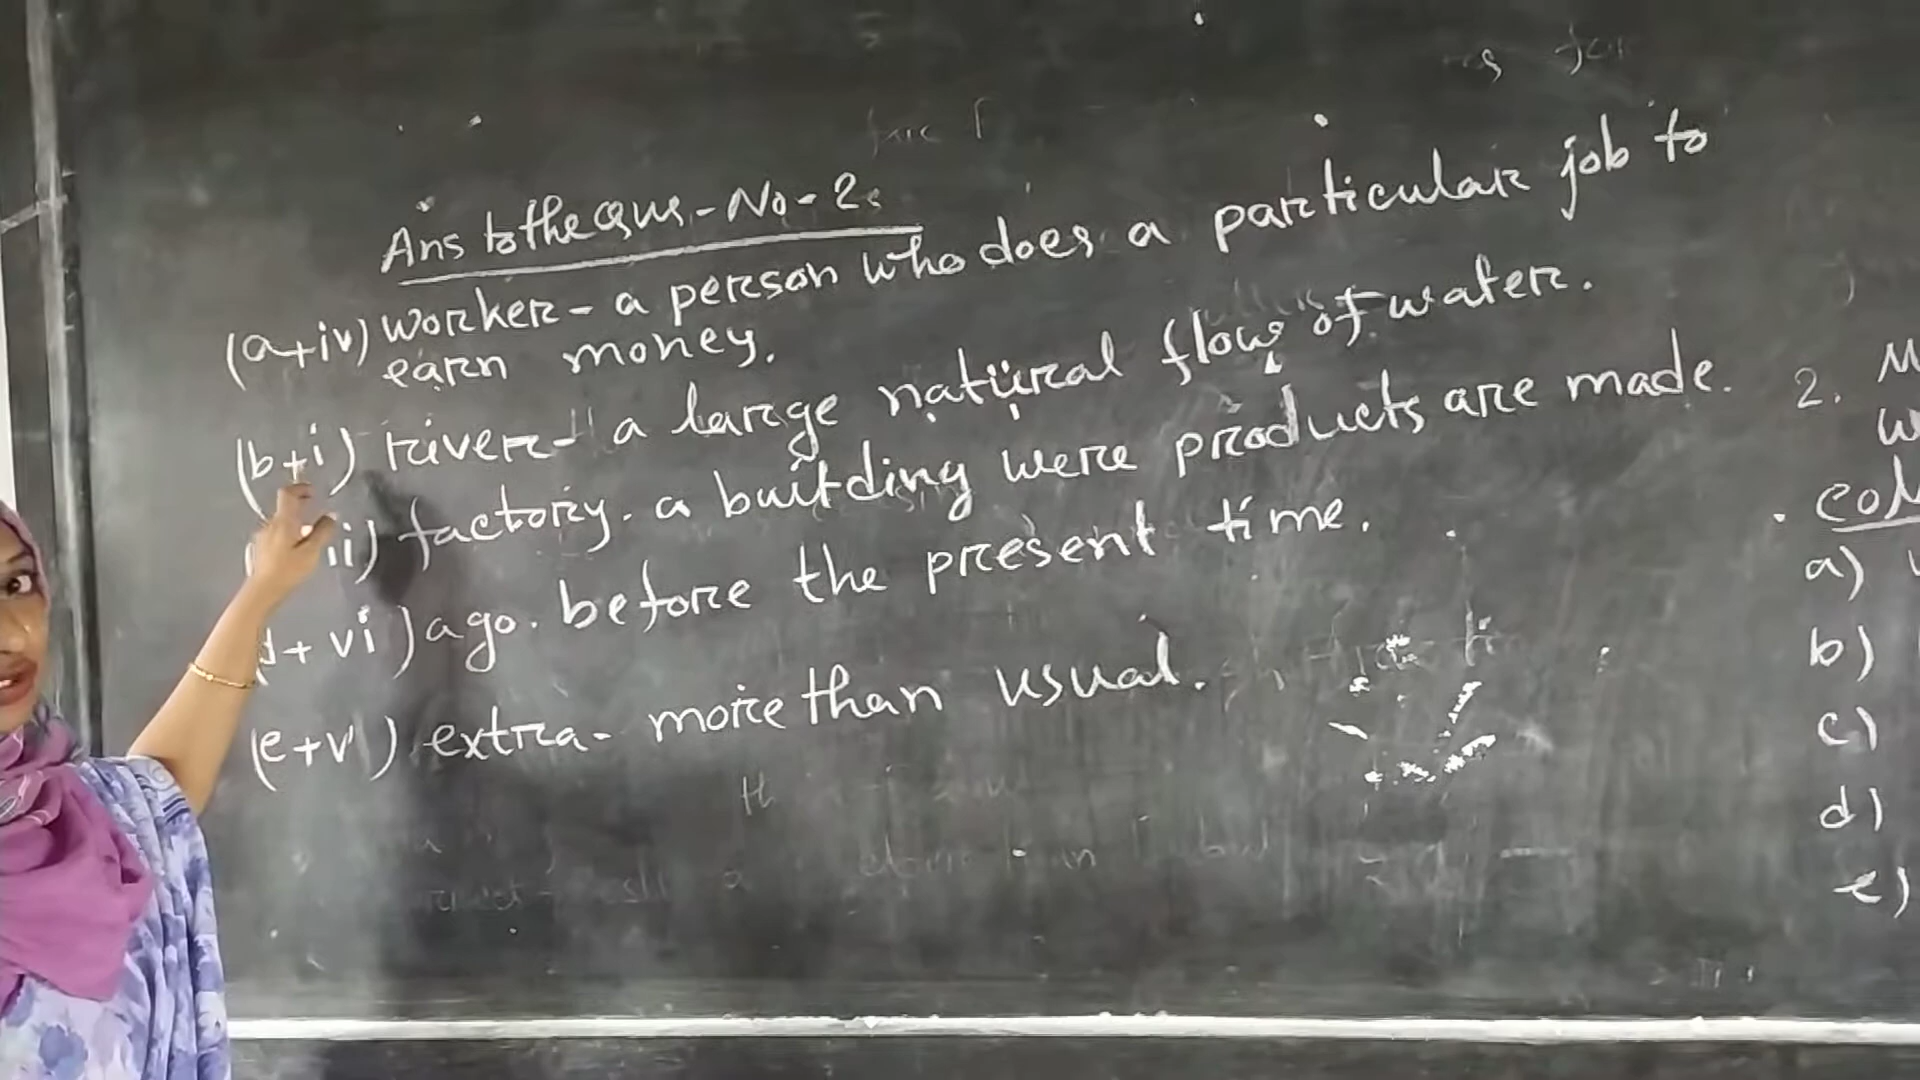 Ans to the Qus - No - 2.
(a+iv) worker - a person who does a particular job to
earn money.
(b+i) river - a large natural flow of water.
ii) factory. a building were products are made.
+ vi) ago. before the present time.
(e+v) extra - more than usual.
2.
a)
b)
c)
d)
e)